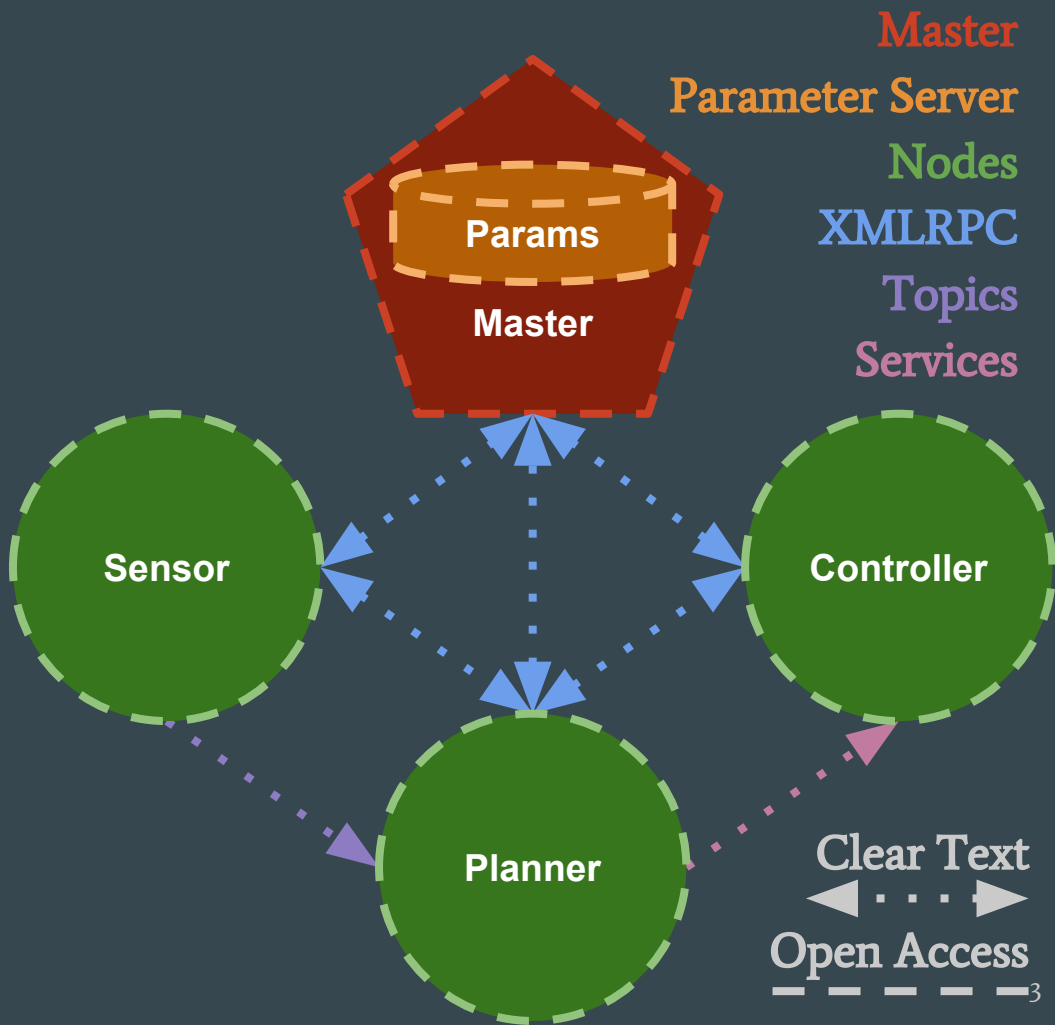 Master
Parameter Server
Nodes
XMLRPC
Topics
Services
Params
Master
Sensor
Controller
Planner
Clear Text
Open Access
3